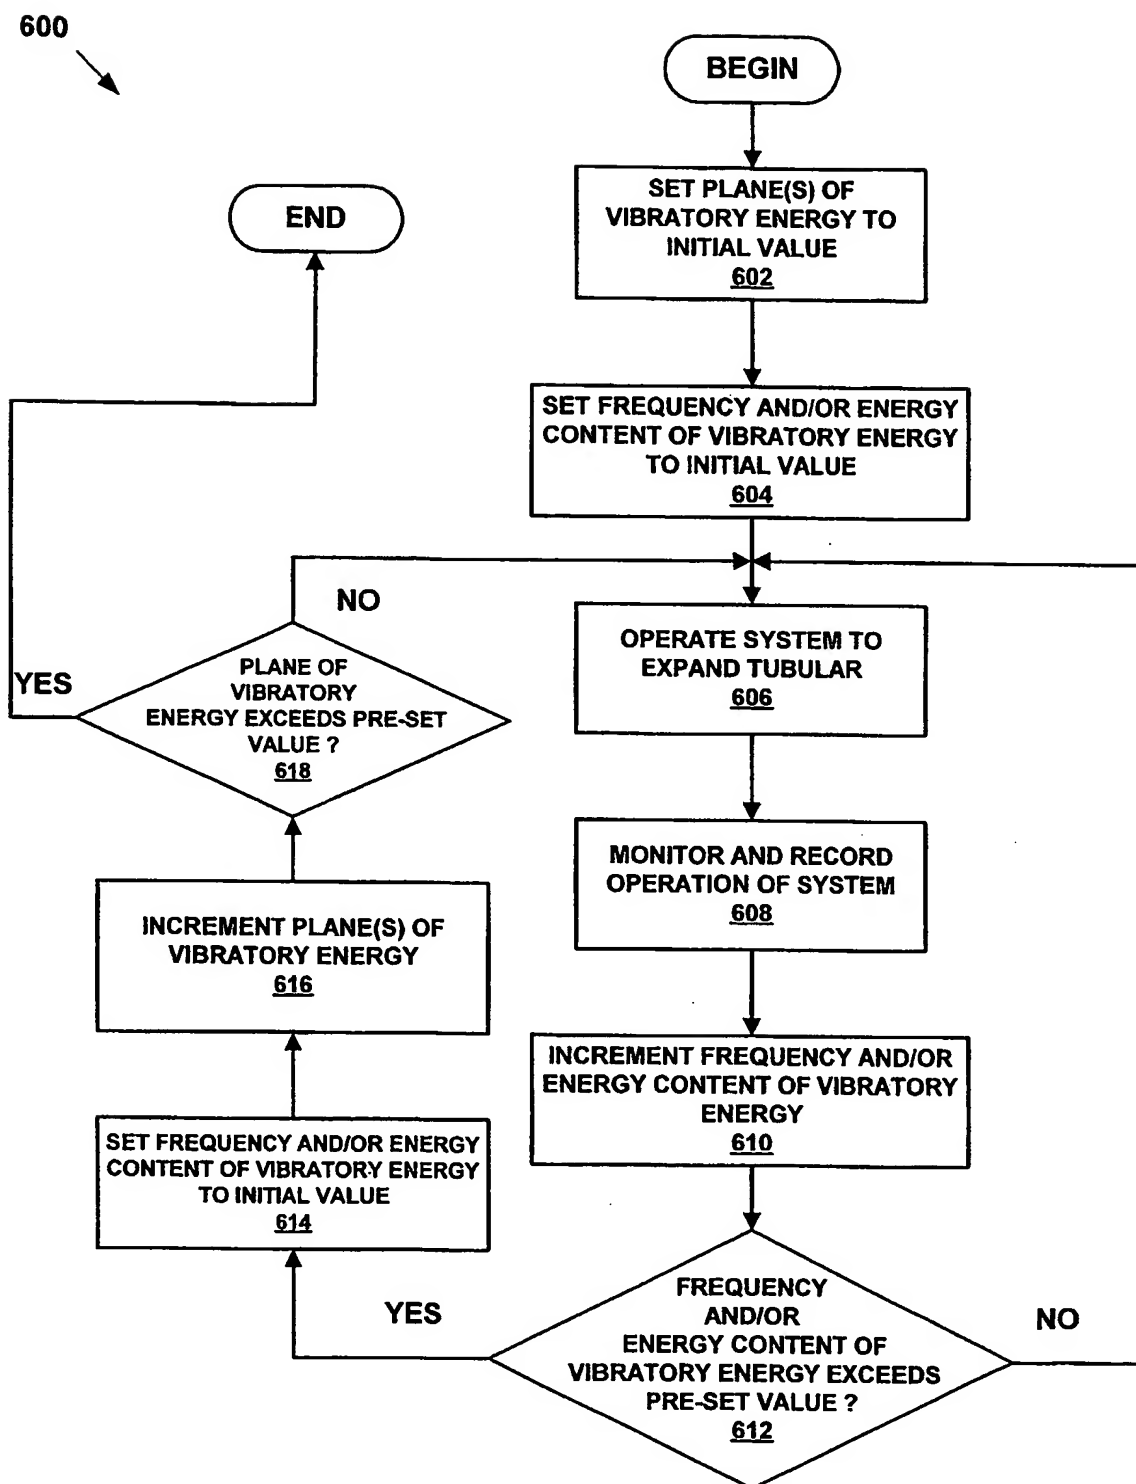 600
BEGIN
SET PLANE(S) OF
VIBRATORY ENERGY TO
INITIAL VALUE
602
END
SET FREQUENCY AND/OR ENERGY
CONTENT OF VIBRATORY ENERGY
TO INITIAL VALUE
604
NO
OPERATE SYSTEM TO
EXPAND TUBULAR
606
YES
PLANE OF
VIBRATORY
ENERGY EXCEEDS PRE-SET
VALUE ?
618
MONITOR AND RECORD
OPERATION OF SYSTEM
608
INCREMENT PLANE(S) OF
VIBRATORY ENERGY
616
INCREMENT FREQUENCY AND/OR
ENERGY CONTENT OF VIBRATORY
ENERGY
610
SET FREQUENCY AND/OR ENERGY
CONTENT OF VIBRATORY ENERGY
TO INITIAL VALUE
614
YES
FREQUENCY
AND/OR
ENERGY CONTENT OF
VIBRATORY ENERGY EXCEEDS
PRE-SET VALUE ?
612
NO